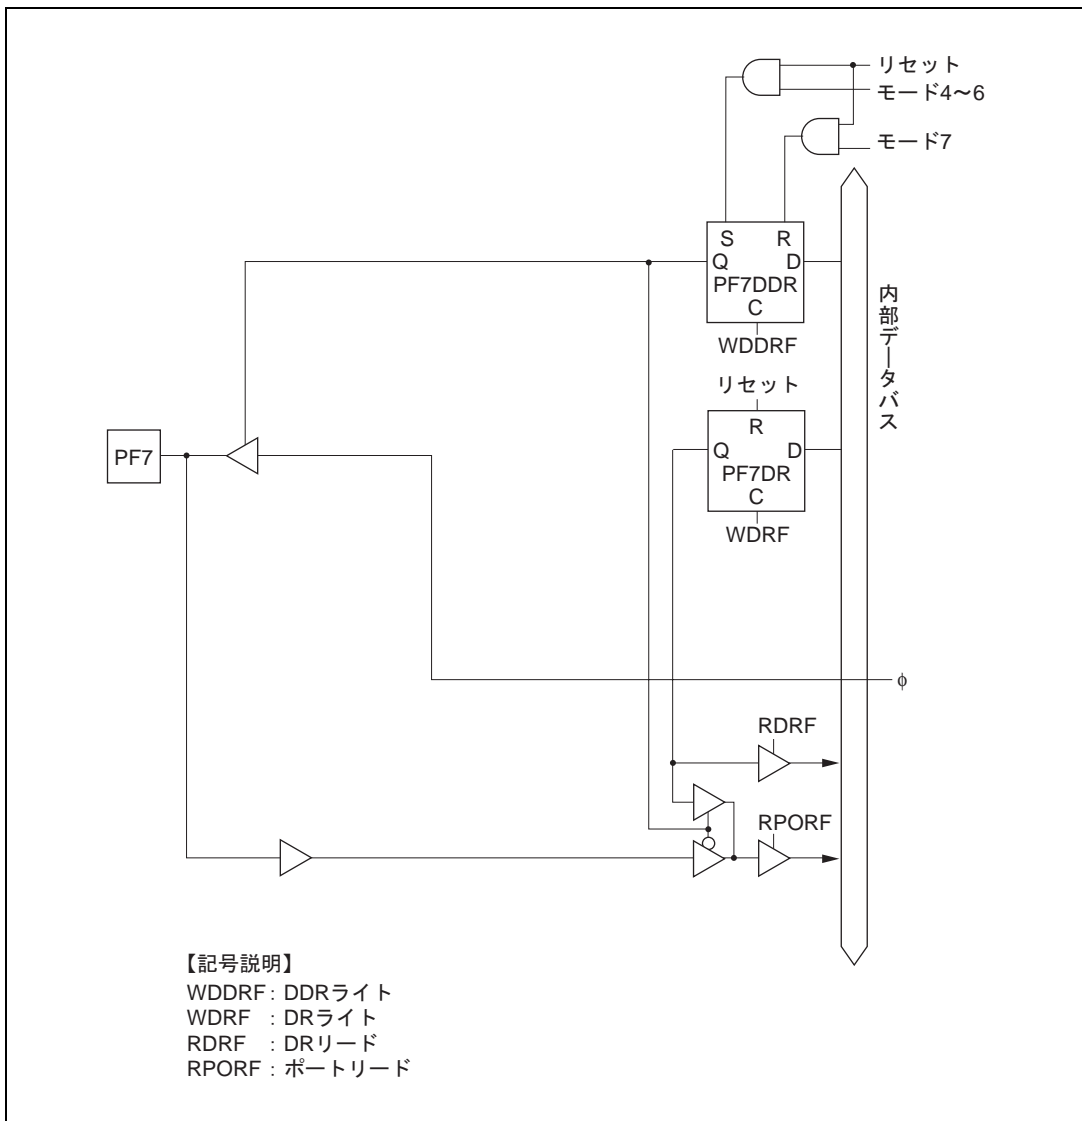 リセット
モード4～6
モード7
S R
Q D
PF7DDR
C
WDDRF
内部データバス
リセット
R
Q D
PF7DR
C
WDRF
PF7
φ
RDRF
RPORF
【記号説明】
WDDRF : DDRライト
WDRF : DRライト
RDRF : DRリード
RPORF : ポートリード